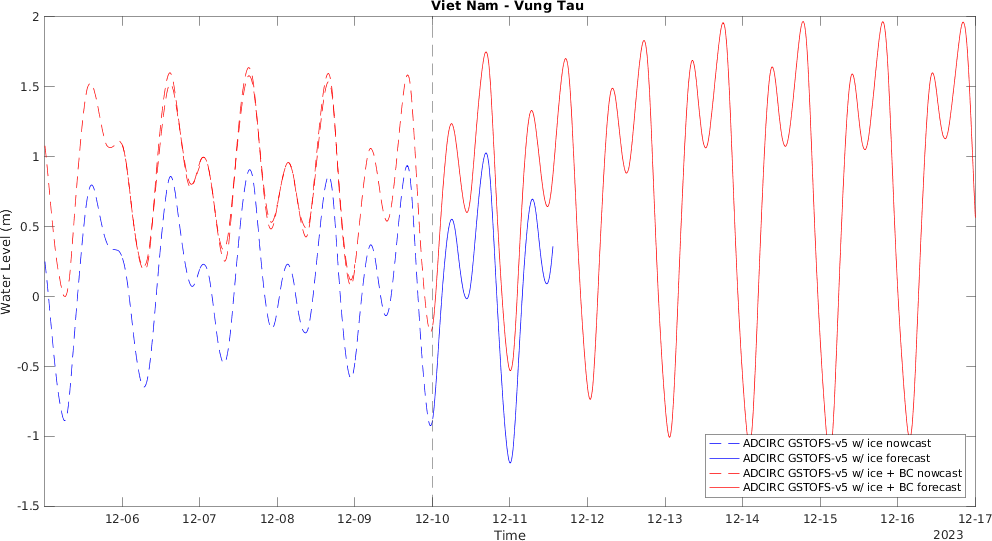 Viet Nam - Vung Tau
2
1.5
1
0.5
0
-0.5
-1
-1.5
Water Level (m)
12-06 12-07 12-08 12-09 12-10 12-11 12-12 12-13 12-14 12-15 12-16 12-17
Time
2023
ADCIRC GSTOFS-v5 w/ ice nowcast
ADCIRC GSTOFS-v5 w/ ice forecast
ADCIRC GSTOFS-v5 w/ ice + BC nowcast
ADCIRC GSTOFS-v5 w/ ice + BC forecast